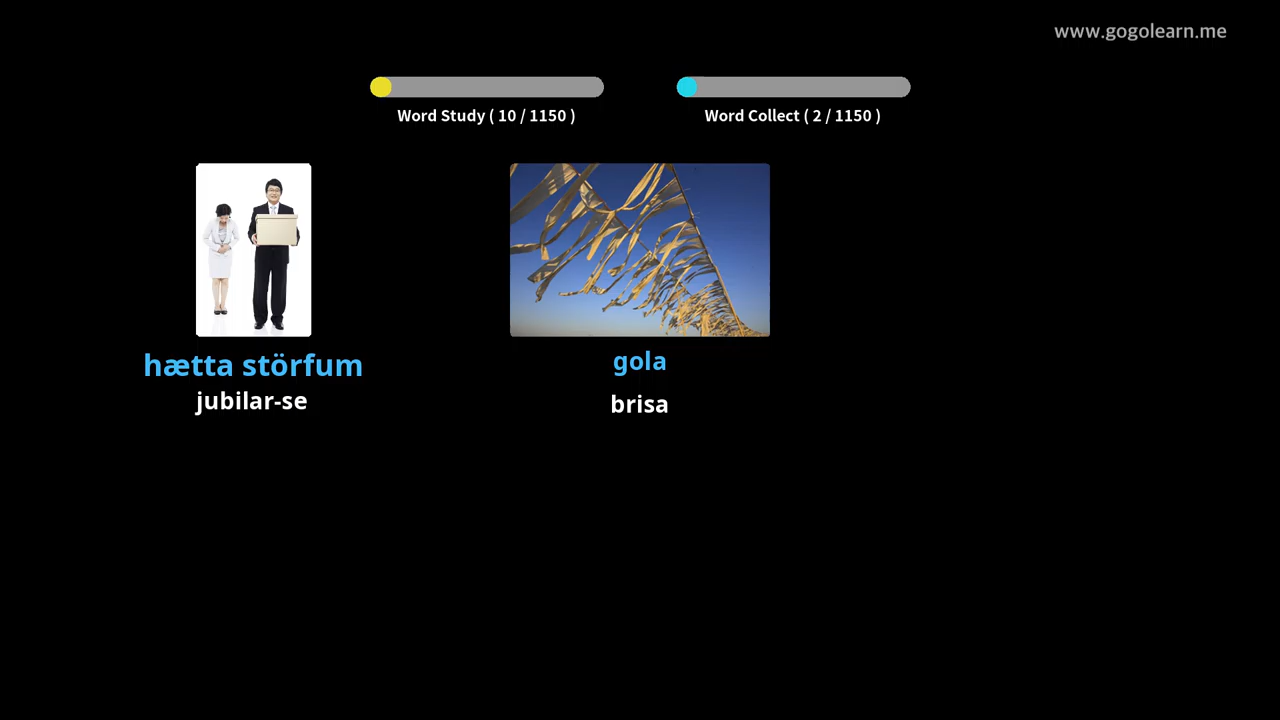 www.gogolearn.me
Word Study ( 10 / 1150 )
Word Collect ( 2 / 1150 )
hætta störfum
jubilar-se
gola
brisa